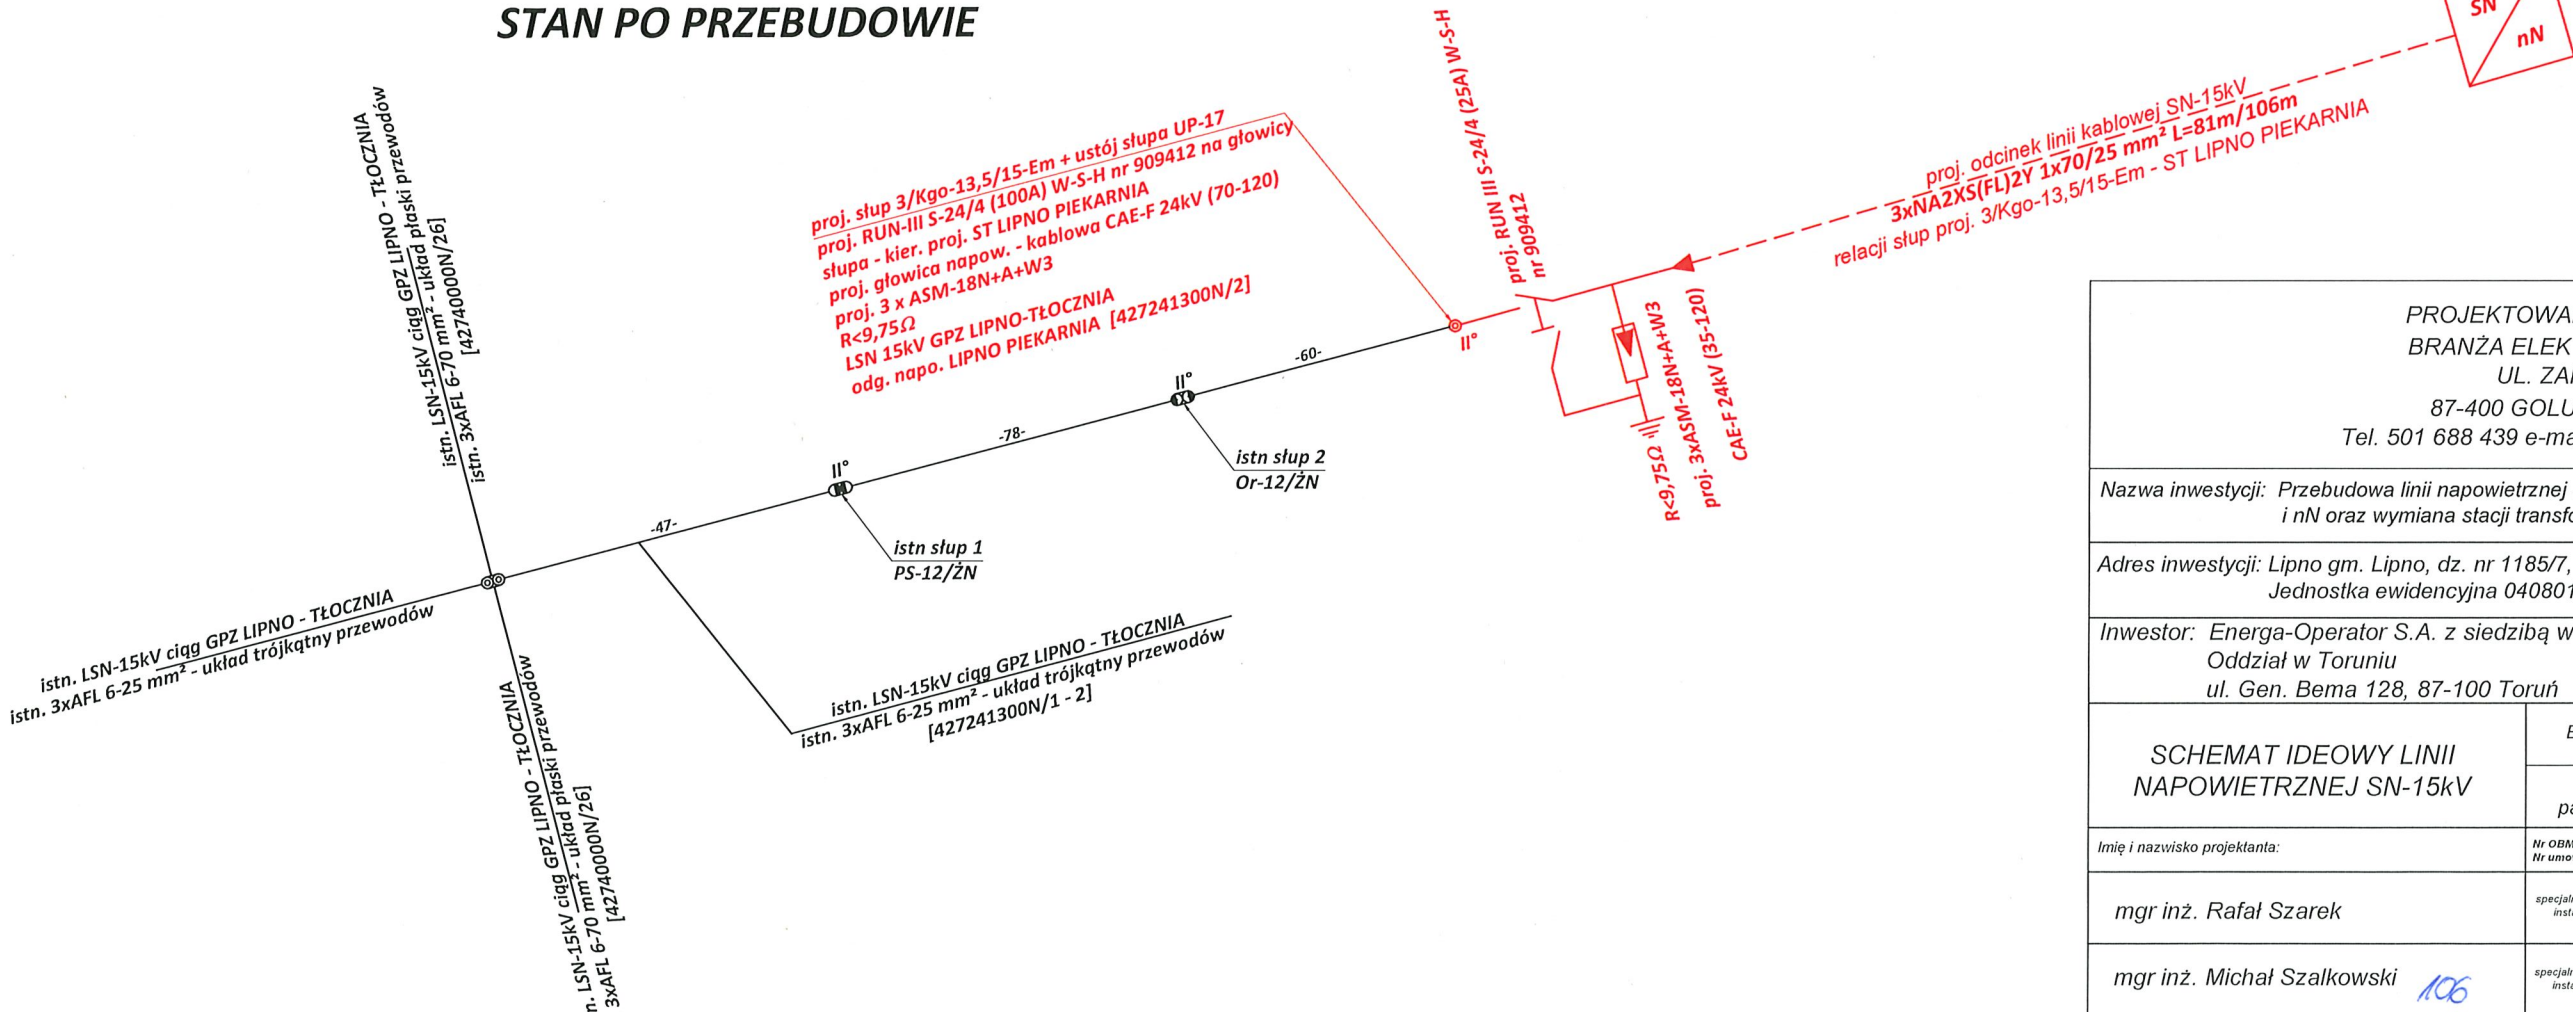 STAN PO PRZEBUDOWIE
istn. LSN-15kV ciąg GPZ LIPNO - TŁOCZNIA
istn. 3xAFL 6-70 mm² - układ płaski przewodów
[42740000N/26]
proj. słup 3/Kgo-13,5/15-Em + ustój słupa UP-17
proj. RUN-III S-24/4 (100A) W-S-H nr 909412 na głowicy
słupa - kier. proj. ST LIPNO PIEKARNIA
proj. głowica napow. - kablowa CAE-F 24kV (70-120)
proj. 3 x ASM-18N+A+W3
R<9,75Ω
LSN 15kV GPZ LIPNO-TŁOCZNIA
odg. napo. LIPNO PIEKARNIA [427241300N/2]
proj. RUN III S-24/4 (25A) W-S-H
nr 909412
SN
nN
proj. odcinek linii kablowej SN-15kV
3xNA2XS(FL)2Y 1x70/25 mm² L=81m/106m
relacji słup proj. 3/Kgo-13,5/15-Em - ST LIPNO PIEKARNIA
II°
R<9,75Ω
proj. 3xASM-18N+A+W3
CAE-F 24kV (35-120)
-60-
II°
istn słup 2
Or-12/ŻN
-78-
II°
istn słup 1
PS-12/ŻN
-47-
istn. LSN-15kV ciąg GPZ LIPNO - TŁOCZNIA
istn. 3xAFL 6-25 mm² - układ trójkątny przewodów
istn. LSN-15kV ciąg GPZ LIPNO - TŁOCZNIA
istn. 3xAFL 6-25 mm² - układ trójkątny przewodów
[427241300N/1 - 2]
n. LSN-15kV ciąg GPZ LIPNO - TŁOCZNIA
3xAFL 6-70 mm² - układ płaski przewodów
[42740000N/26]
PROJEKTOWA
BRANŻA ELEK
UL. ZA
87-400 GOLU
Tel. 501 688 439 e-ma
Nazwa inwestycji: Przebudowa linii napowietrznej
i nN oraz wymiana stacji transfo
Adres inwestycji: Lipno gm. Lipno, dz. nr 1185/7,
Jednostka ewidencyjna 040801
Inwestor: Energa-Operator S.A. z siedzibą w
Oddział w Toruniu
ul. Gen. Bema 128, 87-100 Toruń
SCHEMAT IDEOWY LINII
NAPOWIETRZNEJ SN-15kV
pa
Imię i nazwisko projektanta:
Nr OBM
Nr umo
mgr inż. Rafał Szarek
specjaln
inst
mgr inż. Michał Szalkowski
106
specjaln
insta